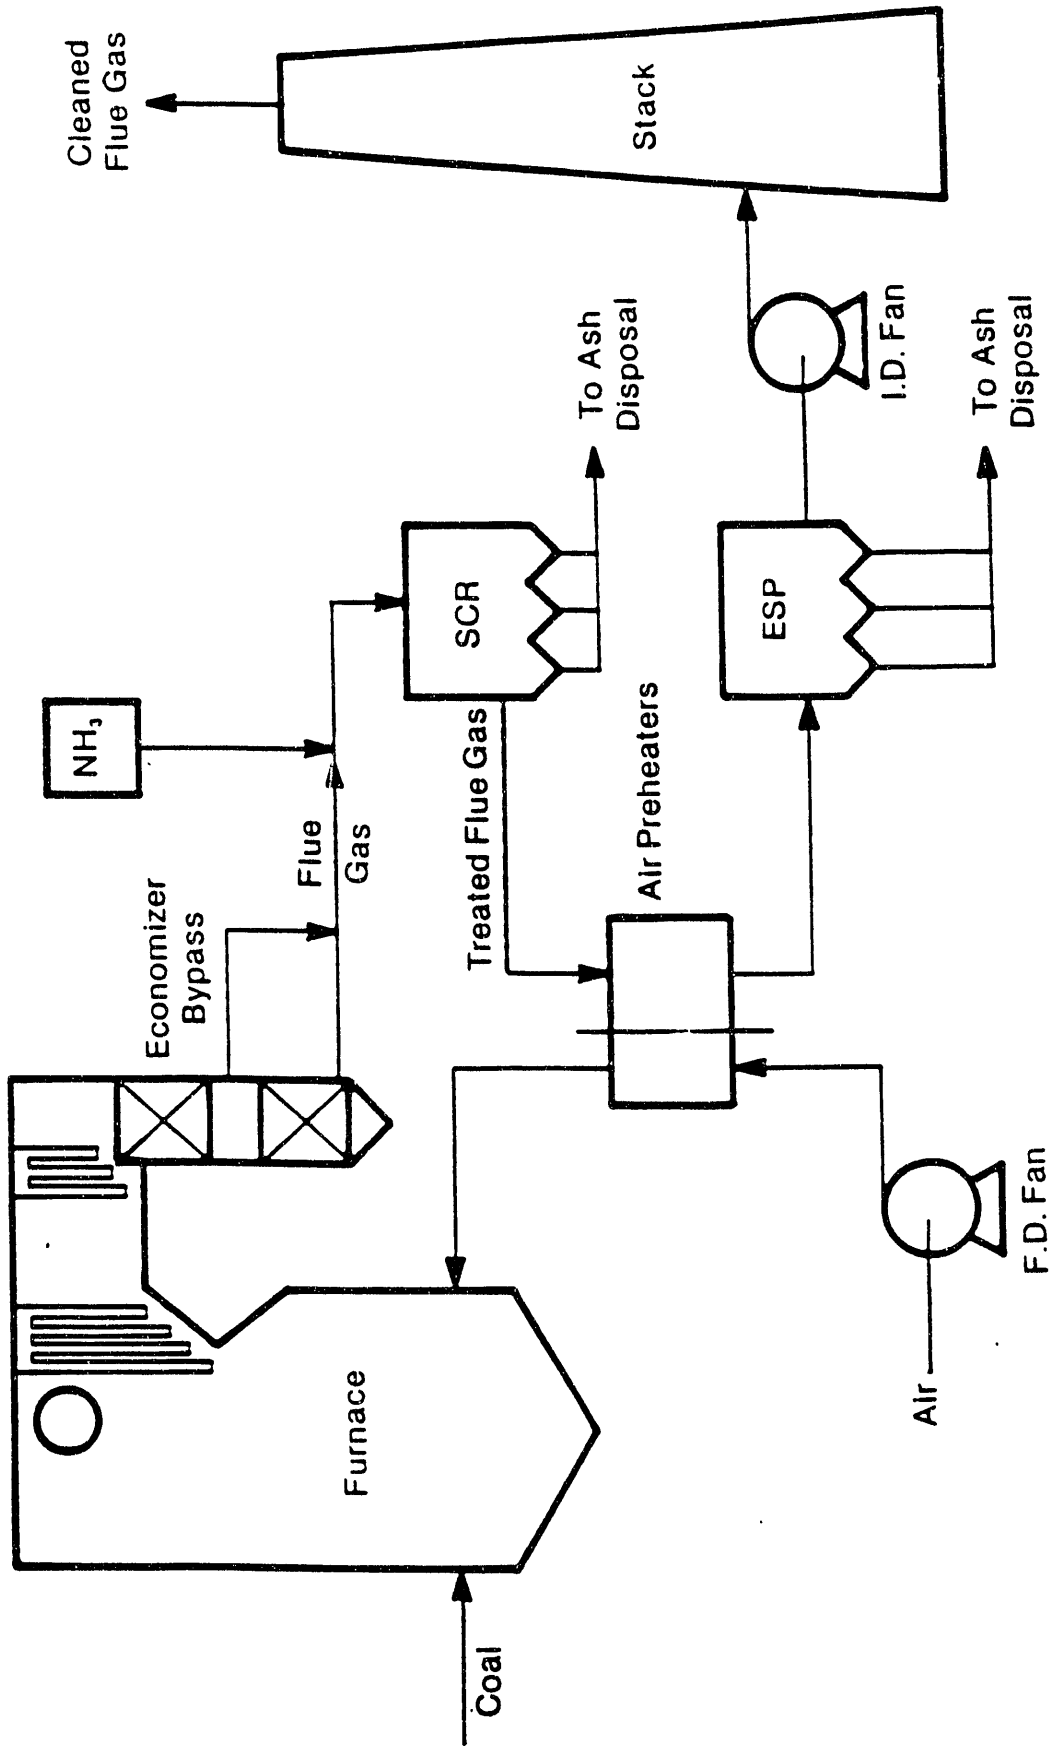 Cleaned
Flue Gas
NH₃
Economizer
Bypass
Flue
Gas
Stack
SCR
To Ash
Disposal
Treated Flue Gas
Furnace
Air Preheaters
ESP
I.D. Fan
To Ash
Disposal
Coal
Air
F.D. Fan